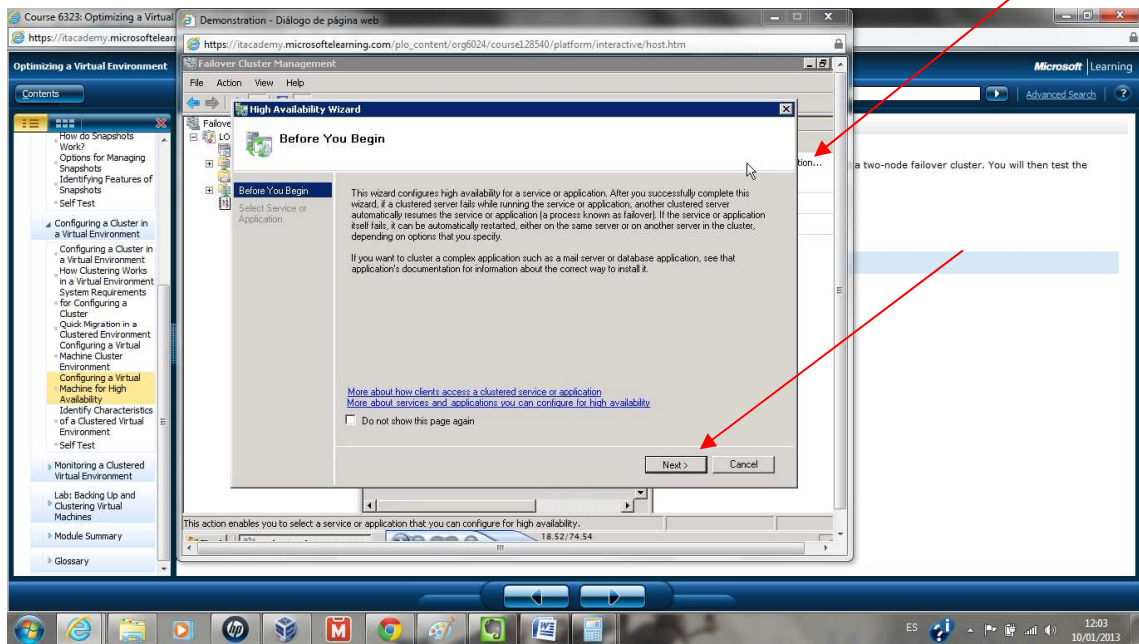 Course 6323: Optimizing a Virtual
Demonstration - Diálogo de página web
https://itacademy.microsoftelearn
https://itacademy.microsoftelearning.com/plo_content/org6024/course128540/platform/interactive/host.htm
Optimizing a Virtual Environment
Microsoft | Learning
Contents
Advanced Search
?
How do Snapshots
Work?
Options for Managing
Snapshots
Identifying Features of
Snapshots
Self Test
Configuring a Cluster in
a Virtual Environment
Configuring a Cluster in
a Virtual Environment
How Clustering Works
in a Virtual Environment
System Requirements
for Configuring a
Cluster
Quick Migration in a
Clustered Environment
Configuring a Virtual
Machine Cluster
Environment
Configuring a Virtual
Machine for High
Availability
Identify Characteristics
of a Clustered Virtual
Environment
Self Test
Monitoring a Clustered
Virtual Environment
Lab: Backing Up and
Clustering Virtual
Machines
Module Summary
Glossary
Failover Cluster Management
File Action View Help
Failove
LO
tion...
High Availability Wizard
Before You Begin
Before You Begin
Select Service or
Application
This wizard configures high availability for a service or application. After you successfully complete this
wizard, if a clustered server fails while running the service or application, another clustered server
automatically resumes the service or application (a process known as failover). If the service or application
itself fails, it can be automatically restarted, either on the same server or on another server in the cluster,
depending on options that you specify.
If you want to cluster a complex application such as a mail server or database application, see that
application's documentation for information about the correct way to install it.
More about how clients access a clustered service or application
More about services and applications you can configure for high availability
Do not show this page again
Next >
Cancel
This action enables you to select a service or application that you can configure for high availability.
18.52/74.54
a two-node failover cluster. You will then test the
ES
12:03
10/01/2013